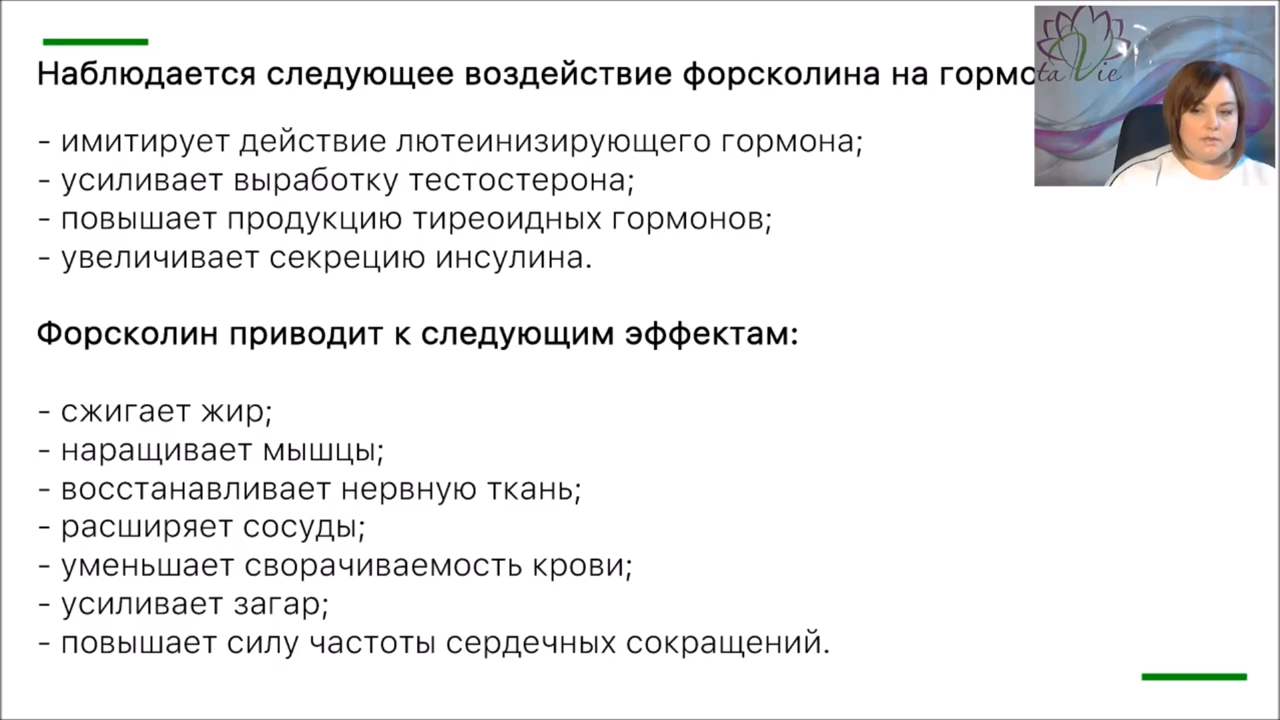 Наблюдается следующее воздействие форсколина на
- имитирует действие лютеинизирующего гормона;
- усиливает выработку тестостерона;
- повышает продукцию тиреоидных гормонов;
- увеличивает секрецию инсулина.
Форсколин приводит к следующим эффектам:
- сжигает жир;
- наращивает мышцы;
- восстанавливает нервную ткань;
- расширяет сосуды;
- уменьшает сворачиваемость крови;
- усиливает загар;
- повышает силу частоты сердечных сокращений.
ta Vie